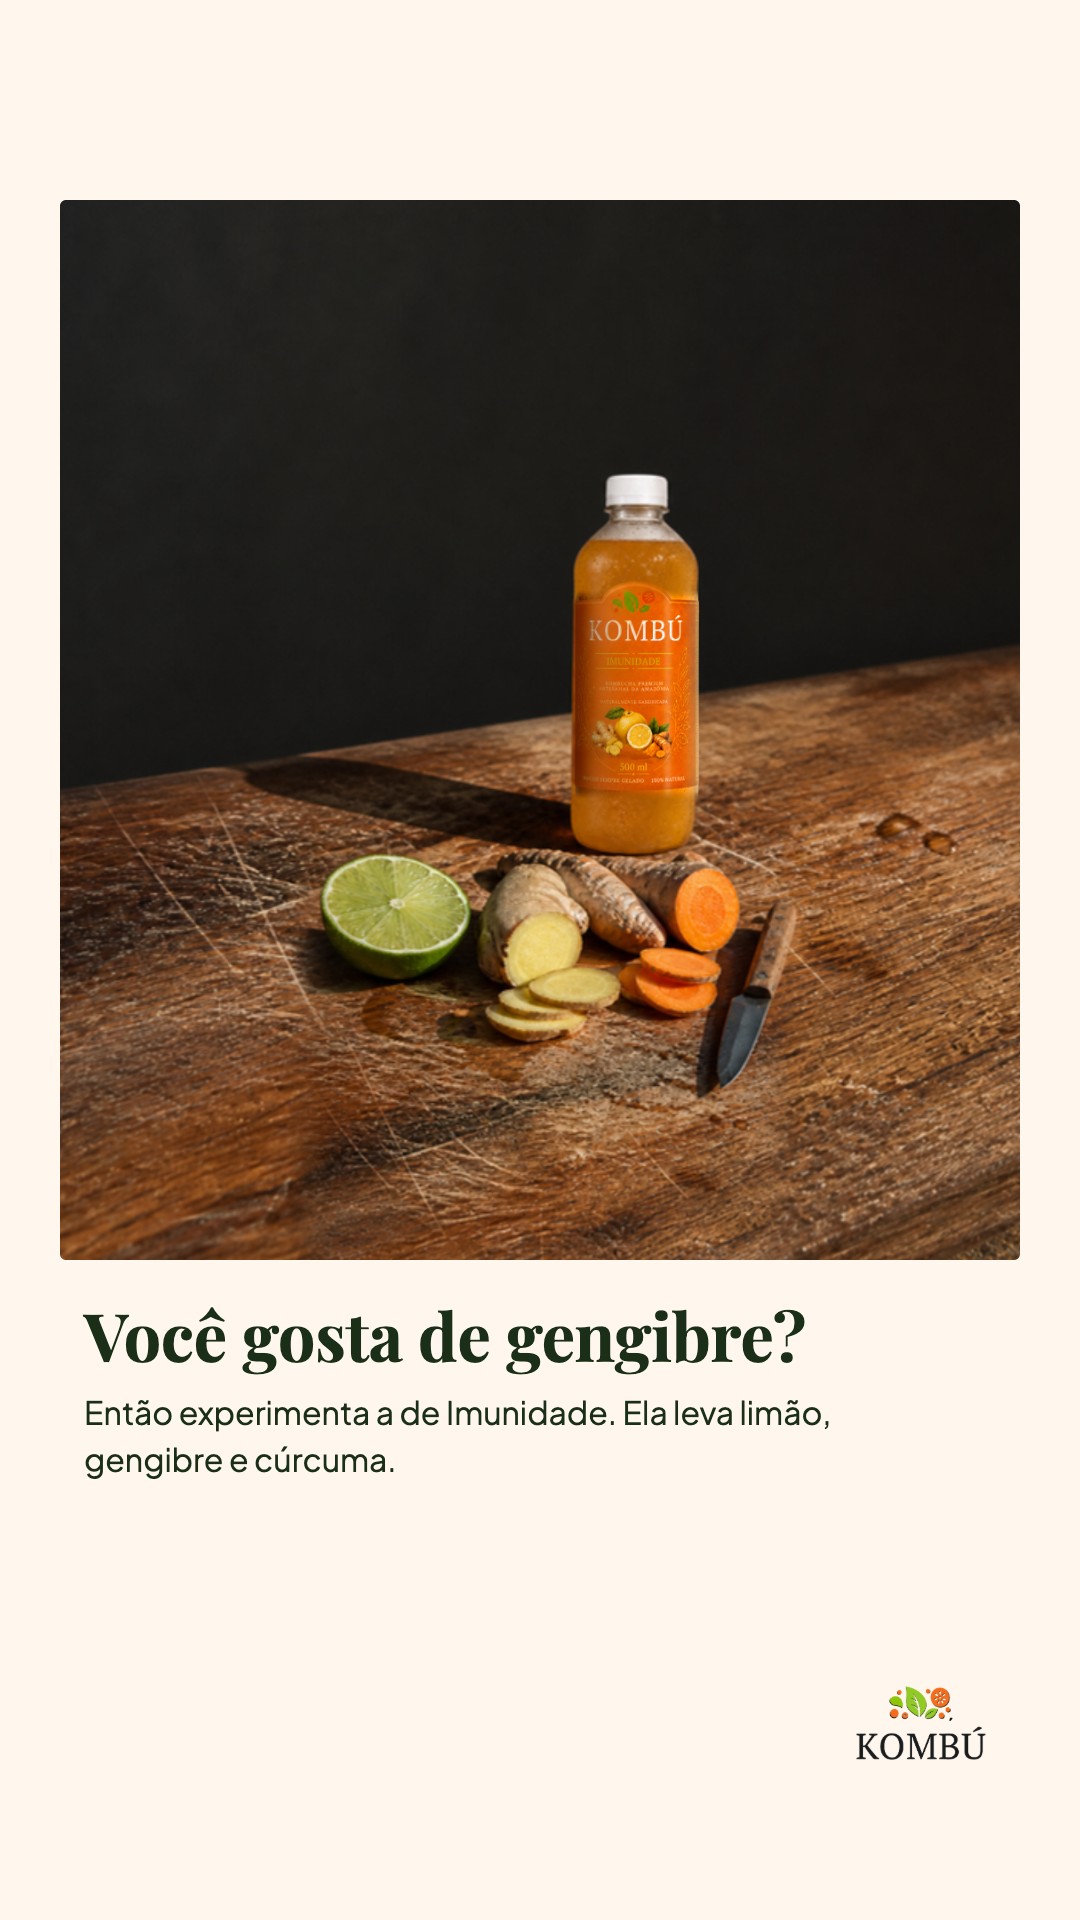 KOMBÚ
IMUNIDADE
500 ml
Você gosta de gengibre?
Então experimenta a de Imunidade. Ela leva limão,
gengibre e cúrcuma.
KOMBÚ